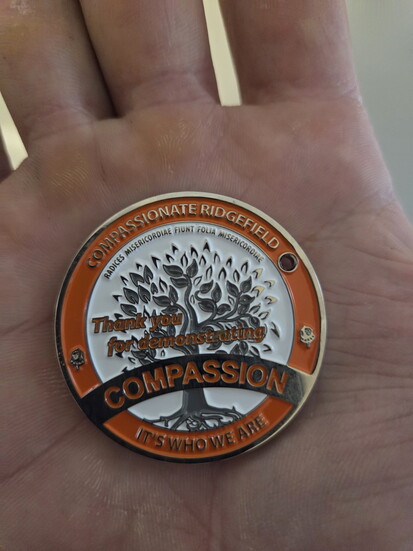 COMPASSIONATE RIDGEFIELD
RADICES MISERICORDIAE FIUNT FOLIA MISERICORDIAE
Thank you
for demonstrating
COMPASSION
IT'S WHO WE ARE